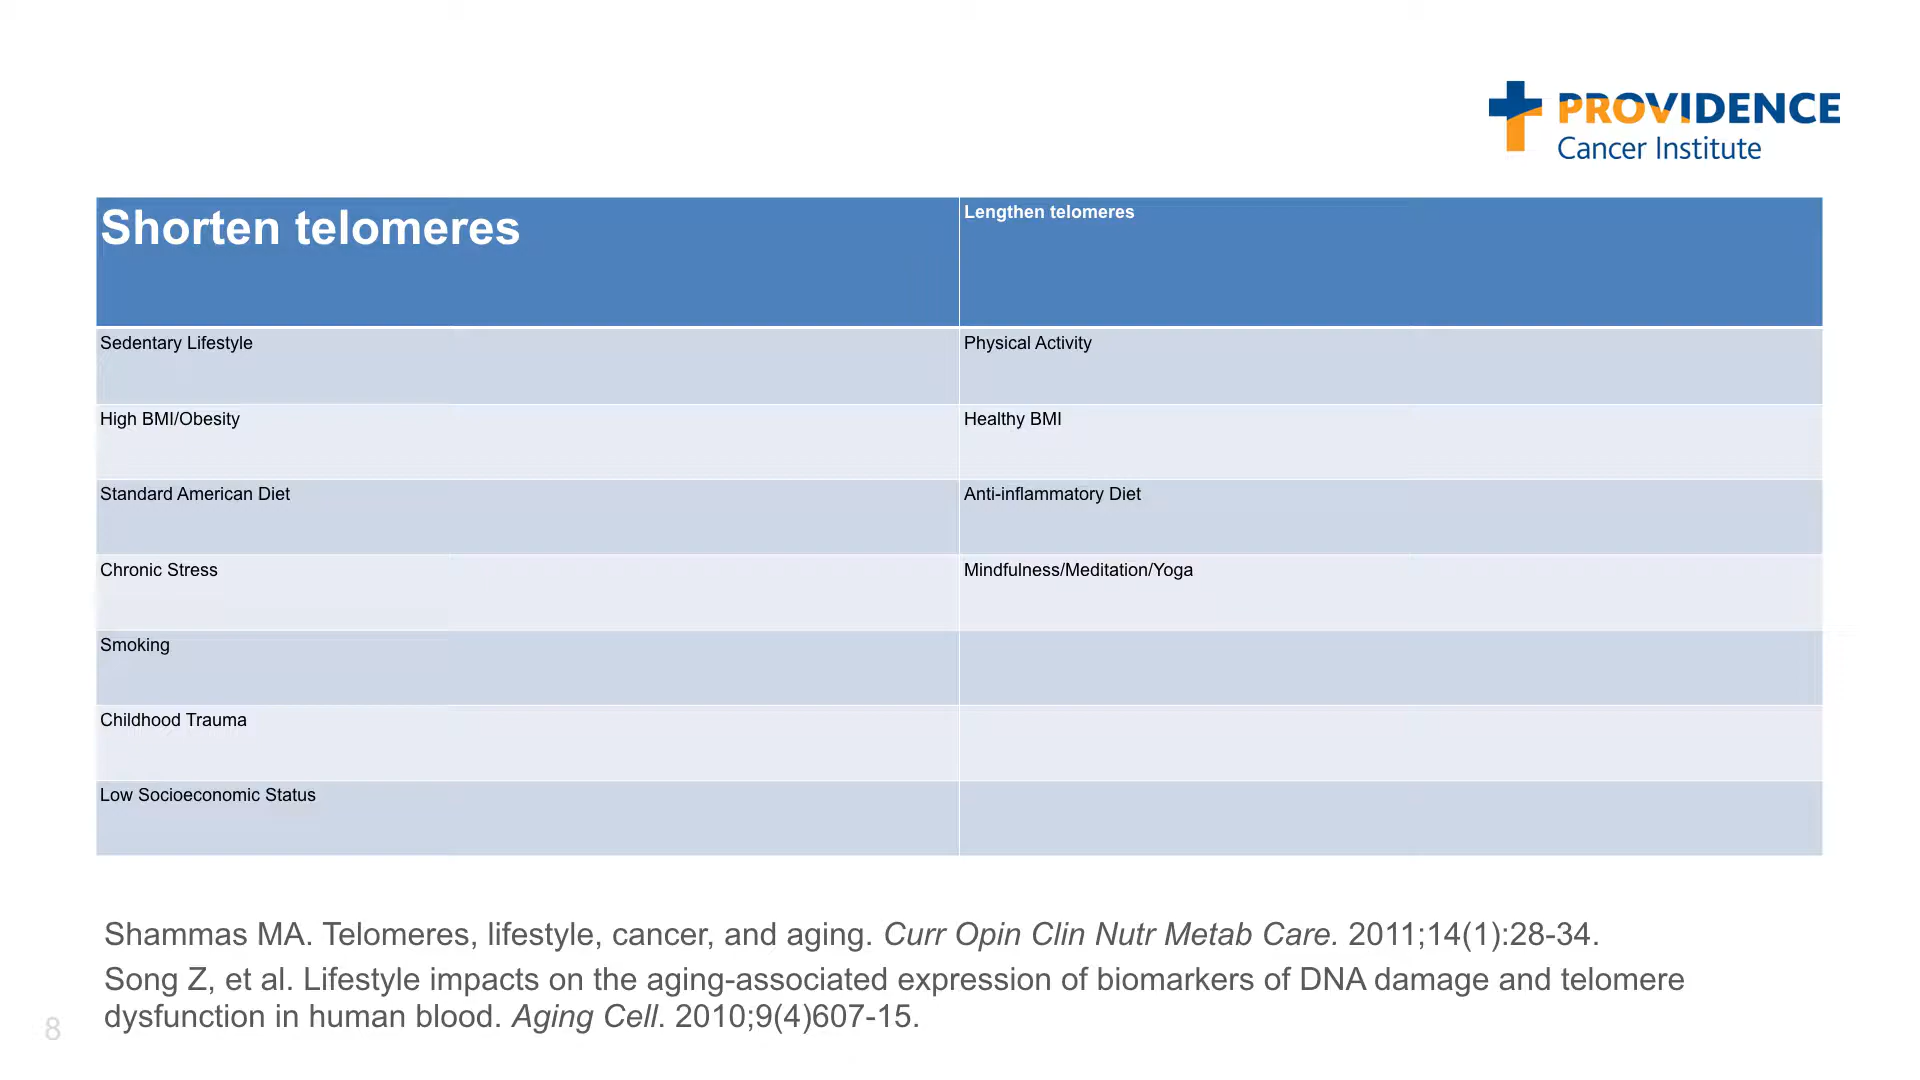 PROVIDENCE
Cancer Institute
Shorten telomeres
Lengthen telomeres
Sedentary Lifestyle
Physical Activity
High BMI/Obesity
Healthy BMI
Standard American Diet
Anti-inflammatory Diet
Chronic Stress
Mindfulness/Meditation/Yoga
Smoking
Childhood Trauma
Low Socioeconomic Status
Shammas MA. Telomeres, lifestyle, cancer, and aging. Curr Opin Clin Nutr Metab Care. 2011;14(1):28-34.
Song Z, et al. Lifestyle impacts on the aging-associated expression of biomarkers of DNA damage and telomere
dysfunction in human blood. Aging Cell. 2010;9(4)607-15.
8